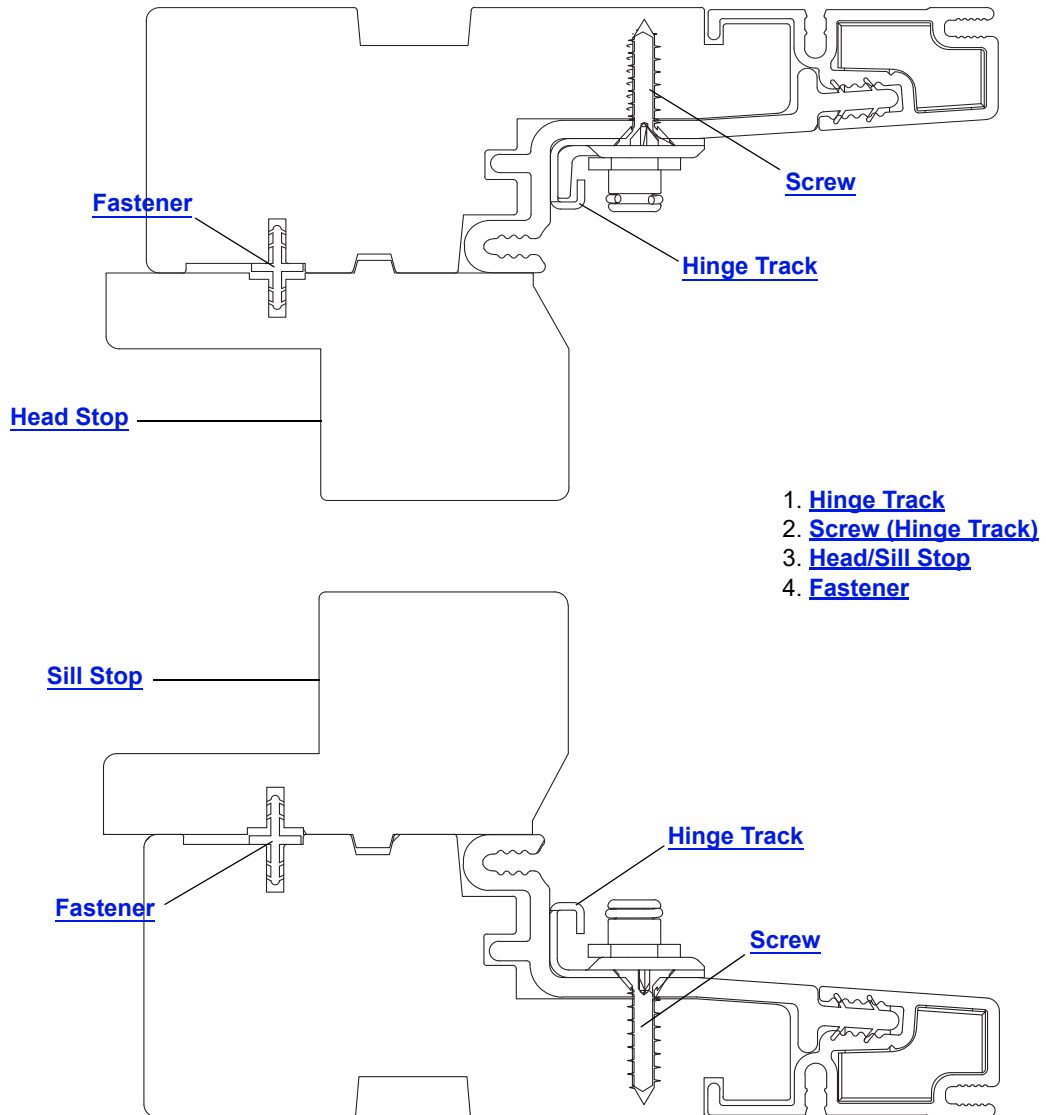 Screw
Fastener
Hinge Track
Head Stop
1. Hinge Track
2. Screw (Hinge Track)
3. Head/Sill Stop
4. Fastener
Sill Stop
Hinge Track
Fastener
Screw